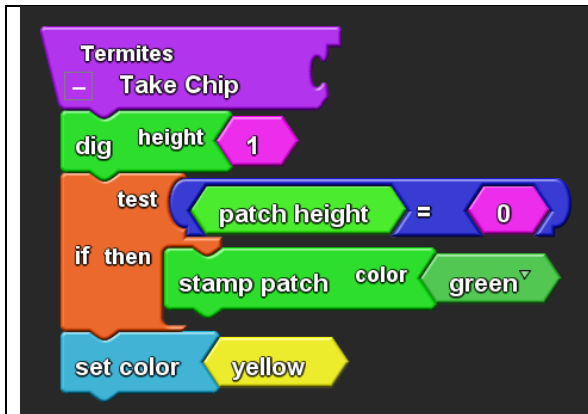 Termites
– Take Chip
dig height 1
test patch height = 0
if then
stamp patch color green
set color yellow